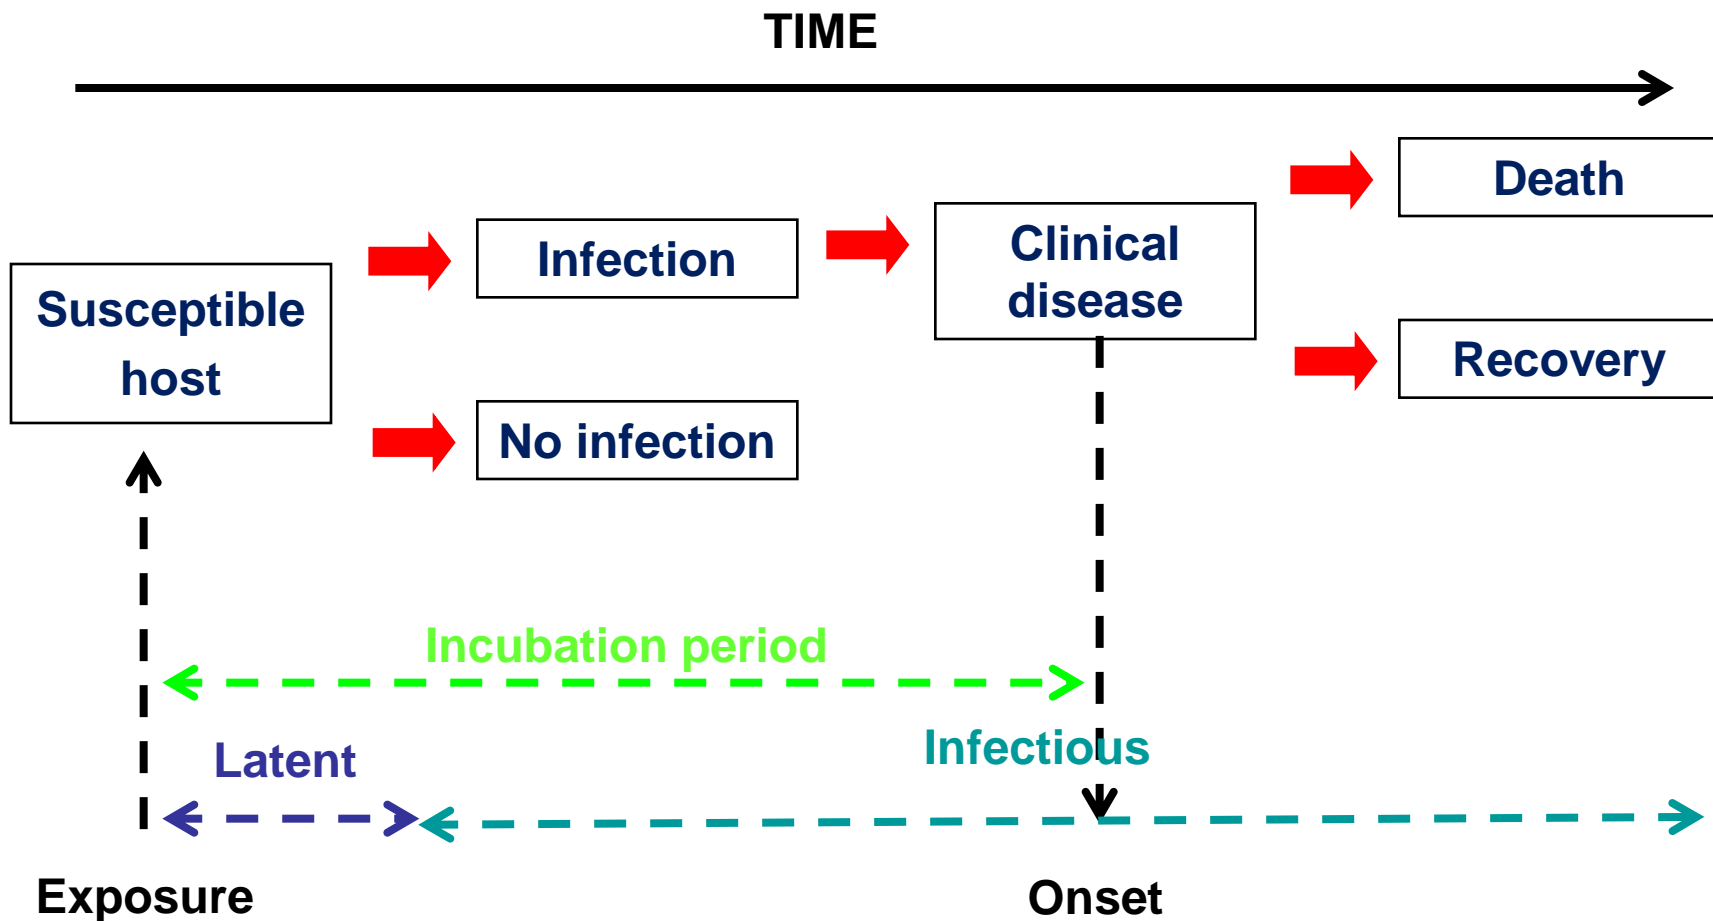 TIME
Death
Infection
Clinical
disease
Susceptible
host
Recovery
No infection
Incubation period
Latent
Infectious
Exposure
Onset